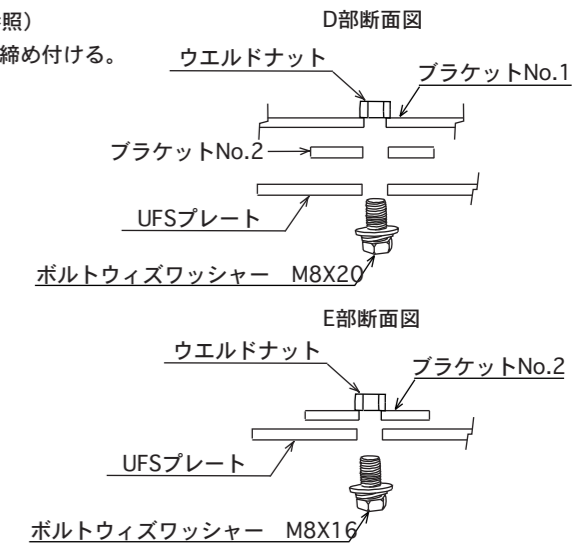 照）
締め付ける。
D部断面図
ウエルドナット
ブラケットNo.1
ブラケットNo.2
UFSプレート
ボルトウィズワッシャー　M8X20
E部断面図
ウエルドナット
ブラケットNo.2
UFSプレート
ボルトウィズワッシャー　M8X16